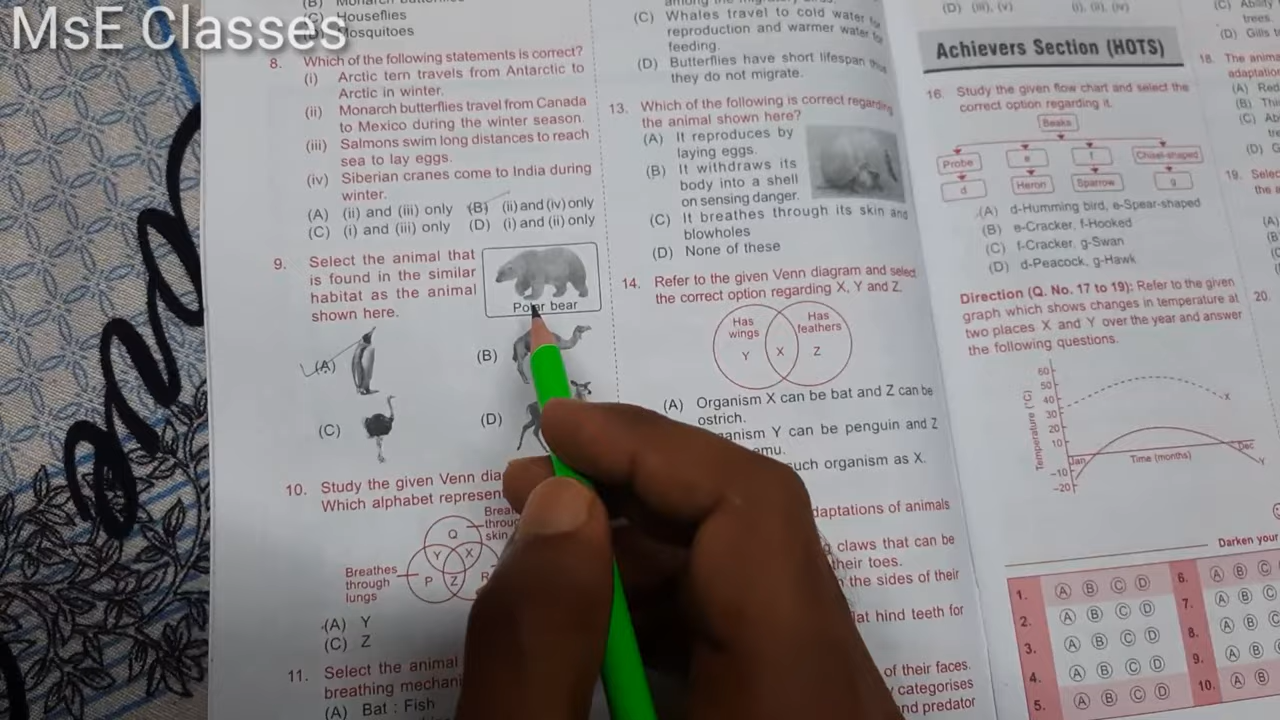 MsE Classes
(C) Houseflies
Mosquitoes
8. Which of the following statements is correct?
(i) Arctic tern travels from Antarctic to
Arctic in winter.
(ii) Monarch butterflies travel from Canada
to Mexico during the winter season.
(iii) Salmons swim long distances to reach
sea to lay eggs.
(iv) Siberian cranes come to India during
winter.
(A) (ii) and (iii) only (B) (ii) and (iv) only
(C) (i) and (iii) only (D) (i) and (ii) only
9. Select the animal that
is found in the similar
habitat as the animal
shown here.
Polar bear
(A)
(B)
(C)
(D)
10. Study the given Venn
Which alphabet
Q
skin
Y X
Breathes
through
lungs
P Z R
(A) Y
(C) Z
11. Select the animal
breathing
(A) Bat : Fish
(C) Whales travel to cold water for
reproduction and warmer water for
feeding.
(D) Butterflies have short lifespan thus
they do not migrate.
13. Which of the following is correct regarding
the animal shown here?
(A) It reproduces by
laying eggs.
(B) It withdraws its
body into a shell
on sensing danger.
(C) It breathes through its skin and
blowholes
(D) None of these
14. Refer to the given Venn diagram and select
the correct option regarding X, Y and Z.
Has
wings
Has
feathers
Y X Z
(A) Organism X can be bat and Z can be
ostrich.
Y can be penguin and Z
such organism as X.
of animals
claws that can be
their toes.
the sides of their
hind teeth for
of their faces.
categorises
predator
(D) (iii), (v) (i), (ii), (iv)
Achievers Section (HOTS)
16. Study the given flow chart and select the
correct option regarding it.
Beaks
Probe e f Chisel-shaped
d Heron Sparrow g
(A) d-Humming bird, e-Spear-shaped
(B) e-Cracker, f-Hooked
(C) f-Cracker, g-Swan
(D) d-Peacock, g-Hawk
Direction (Q. No. 17 to 19): Refer to the given
graph which shows changes in temperature at
two places X and Y over the year and answer
the following questions.
Temperature (°C)
60
50
40
30
20
10
-10
-20
Jan
Time (months)
Dec
X
Y
Darken your
1. A B C D 6. A B C
2. A B C D 7. A B C
3. A B C D 8. A B C
4. A B C D 9. A B
5. A B C D 10. A B
(C) Ability
trees.
(D) Gills
18. The
(A) Red
(B)
(C)
(D)
19.
the
(A)
20.